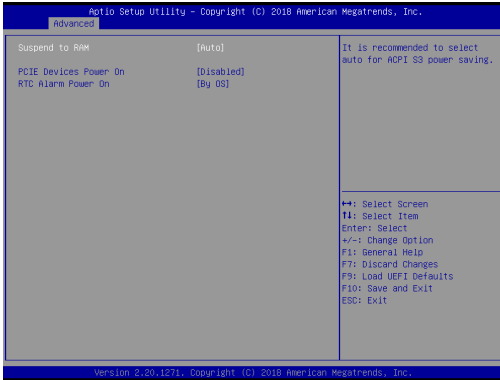 Aptio Setup Utility – Copyright (C) 2018 American Megatrends, Inc.
Advanced
Suspend to RAM [Auto]
PCIE Devices Power On [Disabled]
RTC Alarm Power On [By OS]
It is recommended to select
auto for ACPI S3 power saving.
↔: Select Screen
↑↓: Select Item
Enter: Select
+/-: Change Option
F1: General Help
F7: Discard Changes
F9: Load UEFI Defaults
F10: Save and Exit
ESC: Exit
Version 2.20.1271. Copyright (C) 2018 American Megatrends, Inc.